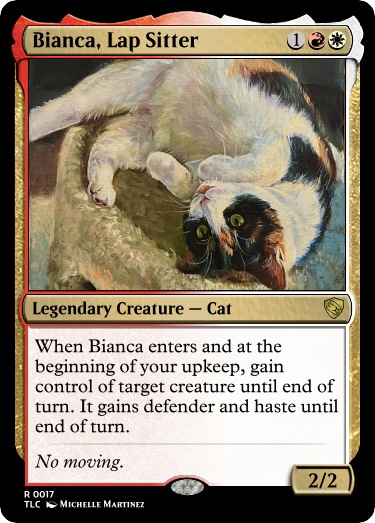 Bianca, Lap Sitter 1
Legendary Creature — Cat
When Bianca enters and at the
beginning of your upkeep, gain
control of target creature until end of
turn. It gains defender and haste until
end of turn.
No moving.
2/2
R 0017
TLC Michelle Martinez